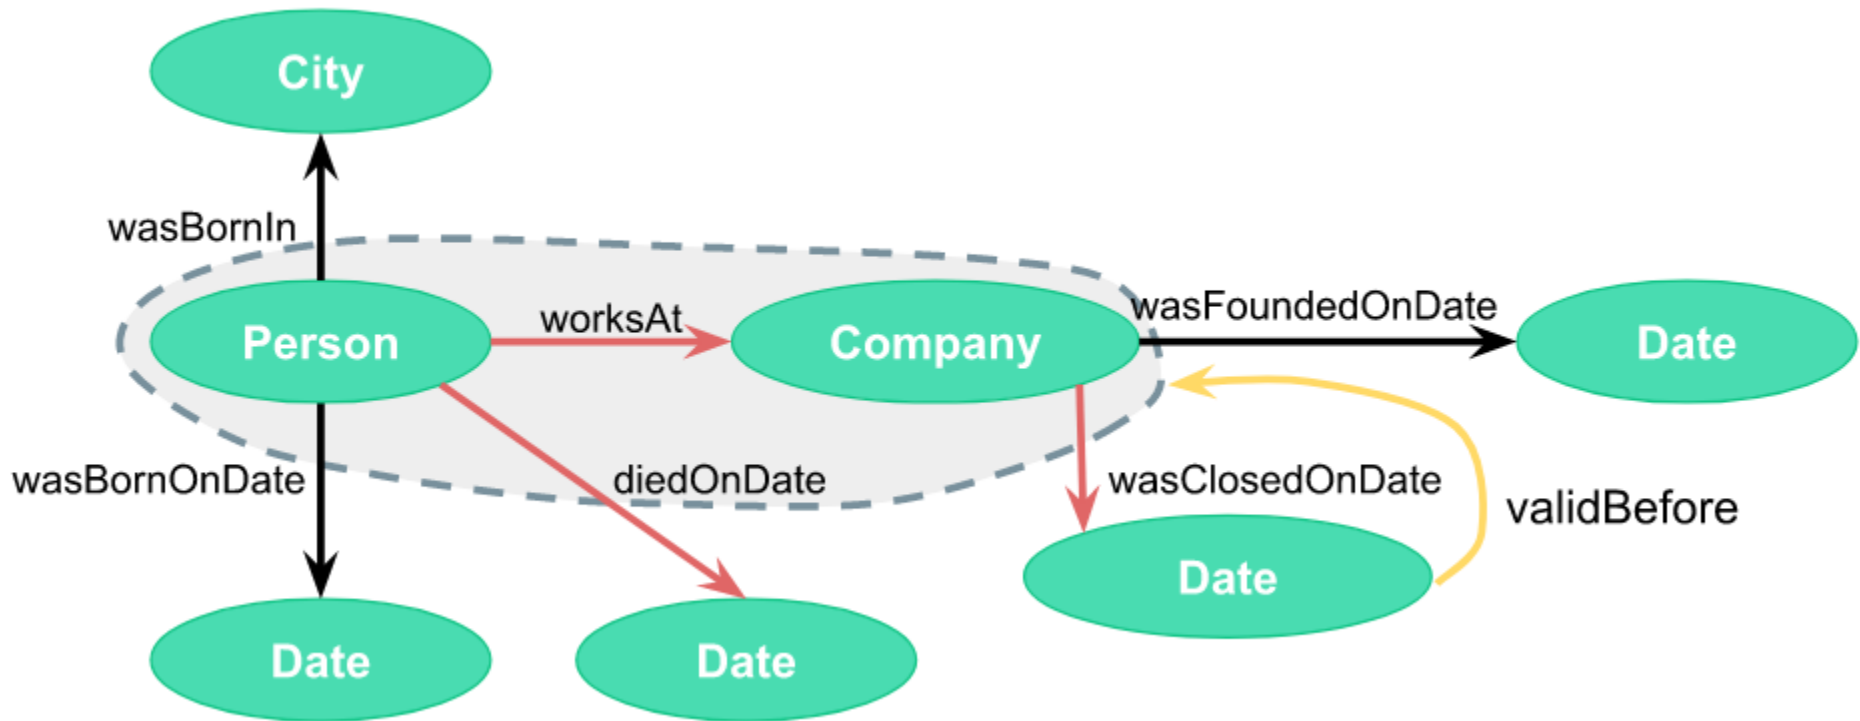 City
wasBornIn
Person
worksAt
Company
wasFoundedOnDate
Date
wasBornOnDate
diedOnDate
wasClosedOnDate
validBefore
Date
Date
Date